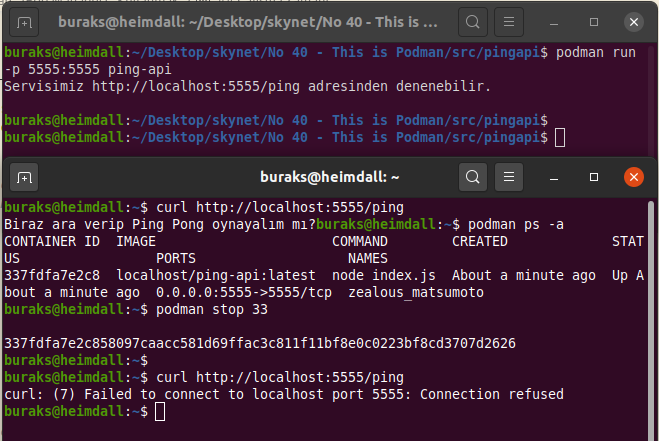 buraks@heimdall: ~/Desktop/skynet/No 40 - This is ...
buraks@heimdall:~/Desktop/skynet/No 40 - This is Podman/src/pingapi$ podman run
-p 5555:5555 ping-api
Servisimiz http://localhost:5555/ping adresinden denenebilir.
buraks@heimdall:~/Desktop/skynet/No 40 - This is Podman/src/pingapi$
buraks@heimdall:~/Desktop/skynet/No 40 - This is Podman/src/pingapi$
buraks@heimdall: ~
buraks@heimdall:~$ curl http://localhost:5555/ping
Biraz ara verip Ping Pong oynayalım mı?buraks@heimdall:~$ podman ps -a
CONTAINER ID  IMAGE                      COMMAND        CREATED             STAT
US              PORTS                   NAMES
337fdfa7e2c8  localhost/ping-api:latest  node index.js  About a minute ago  Up A
bout a minute ago  0.0.0.0:5555->5555/tcp  zealous_matsumoto
buraks@heimdall:~$ podman stop 33
337fdfa7e2c858097caacc581d69ffac3c811f11bf8e0c0223bf8cd3707d2626
buraks@heimdall:~$
buraks@heimdall:~$ curl http://localhost:5555/ping
curl: (7) Failed to connect to localhost port 5555: Connection refused
buraks@heimdall:~$